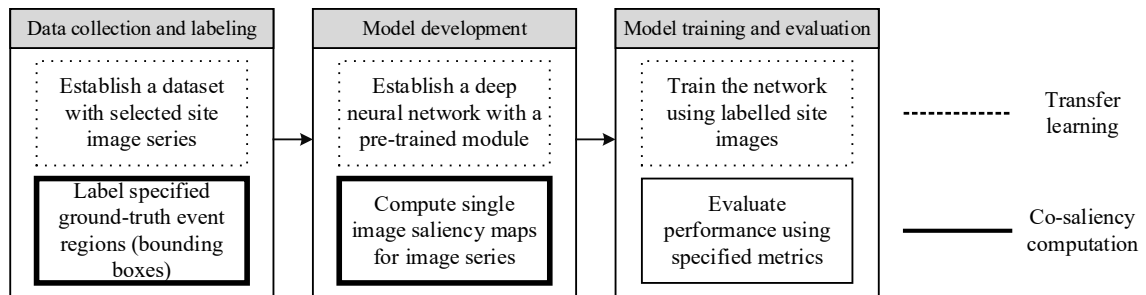 Data collection and labeling
Establish a dataset
with selected site
image series
Label specified
ground-truth event
regions (bounding
boxes)
Model development
Establish a deep
neural network with a
pre-trained module
Compute single
image saliency maps
for image series
Model training and evaluation
Train the network
using labelled site
images
Evaluate
performance using
specified metrics
Transfer
learning
Co-saliency
computation